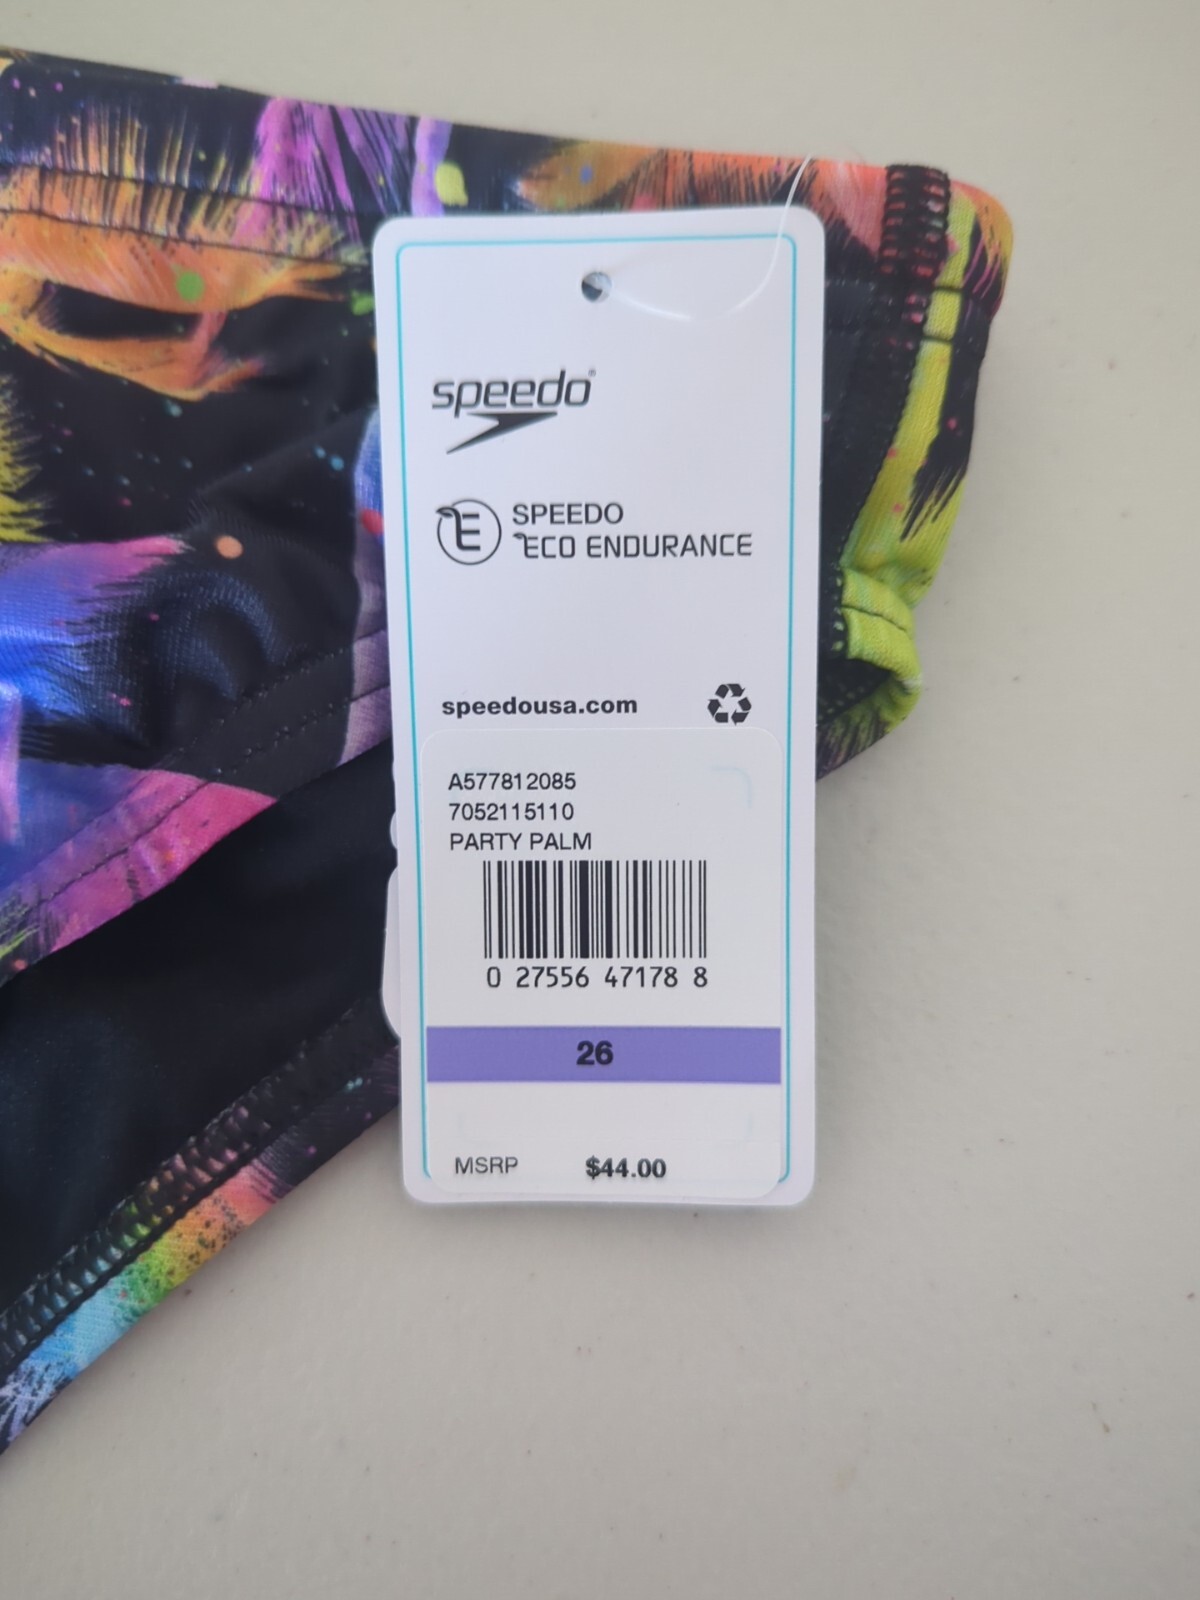 speedo®
E SPEEDO
ECO ENDURANCE
speedousa.com
A577812085
7052115110
PARTY PALM
0 27556 47178 8
26
MSRP $44.00